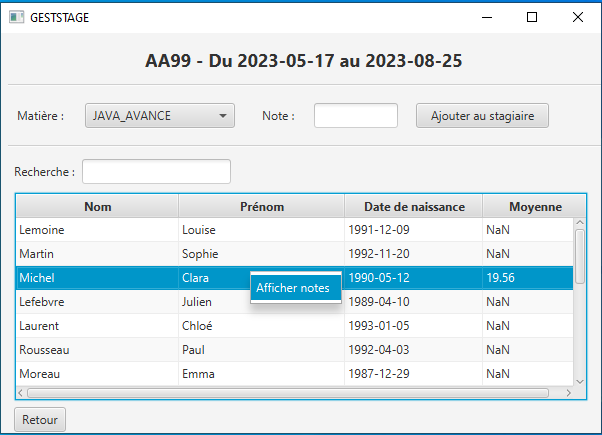 GESTSTAGE
AA99 - Du 2023-05-17 au 2023-08-25
Matière : JAVA_AVANCE Note : Ajouter au stagiaire
Recherche :
Nom Prénom Date de naissance Moyenne
Lemoine Louise 1991-12-09 NaN
Martin Sophie 1992-11-20 NaN
Michel Clara 1990-05-12 19.56
Afficher notes
Lefebvre Julien 1989-04-10 NaN
Laurent Chloé 1993-01-05 NaN
Rousseau Paul 1992-04-03 NaN
Moreau Emma 1987-12-29 NaN
Retour